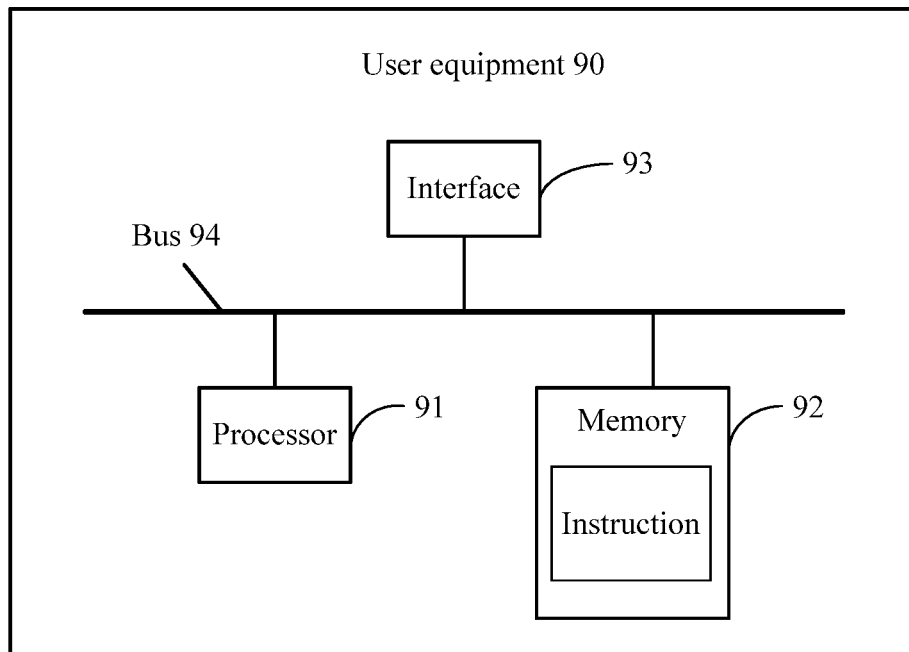 User equipment 90
Interface
93
Bus 94
Processor
91
Memory
92
Instruction